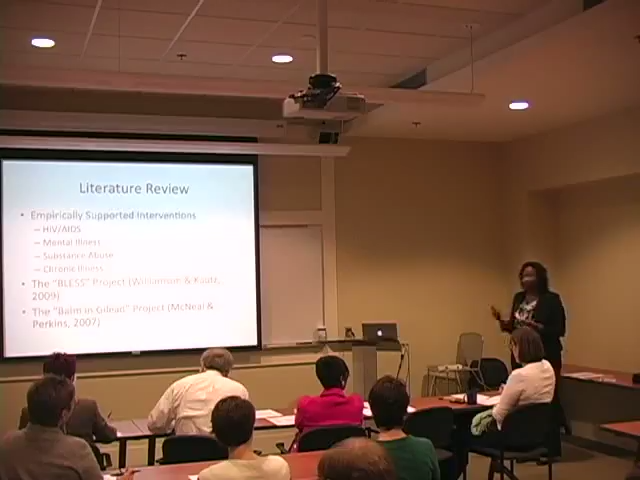 Literature Review
• Empirically Supported Interventions
– HIV/AIDS
– Mental Illness
– Substance Abuse
– Chronic Illness
• The "BLESS" Project (Williamson & Kautz,
2009)
• The "Balm in Gilead" Project (McNeal &
Perkins, 2007)